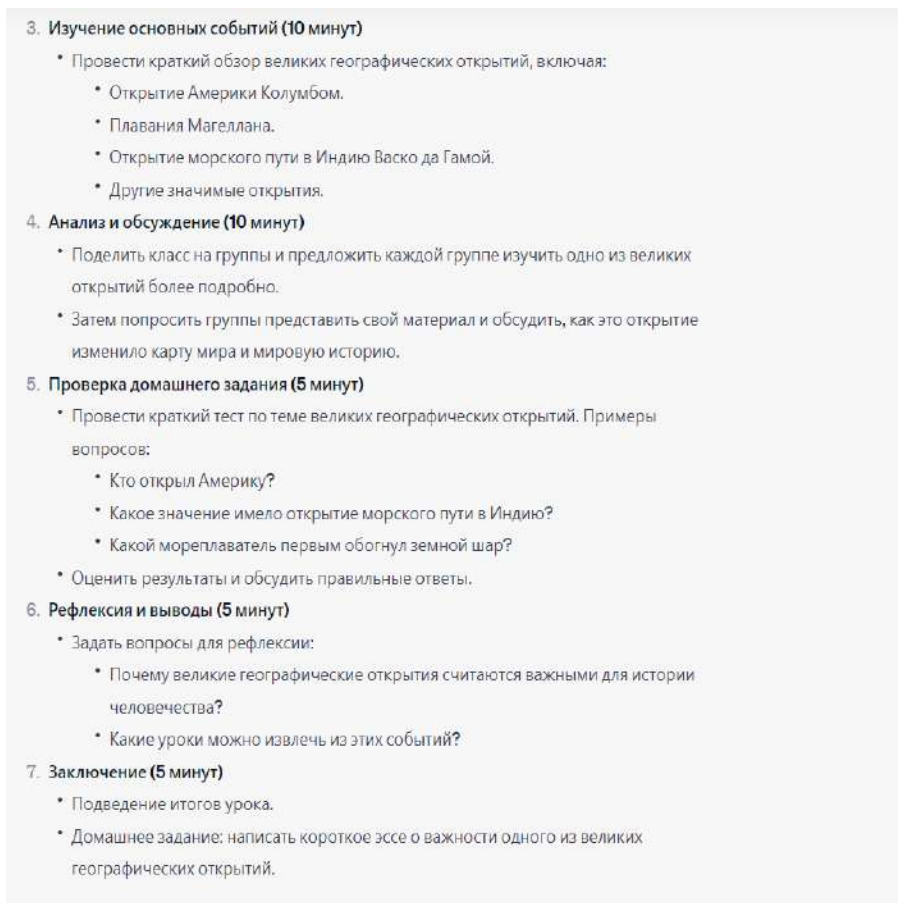 3. Изучение основных событий (10 минут)
• Провести краткий обзор великих географических открытий, включая:
• Открытие Америки Колумбом.
• Плавания Магеллана.
• Открытие морского пути в Индию Васко да Гамой.
• Другие значимые открытия.
4. Анализ и обсуждение (10 минут)
• Поделить класс на группы и предложить каждой группе изучить одно из великих
открытий более подробно.
• Затем попросить группы представить свой материал и обсудить, как это открытие
изменило карту мира и мировую историю.
5. Проверка домашнего задания (5 минут)
• Провести краткий тест по теме великих географических открытий. Примеры
вопросов:
• Кто открыл Америку?
• Какое значение имело открытие морского пути в Индию?
• Какой мореплаватель первым обогнул земной шар?
• Оценить результаты и обсудить правильные ответы.
6. Рефлексия и выводы (5 минут)
• Задать вопросы для рефлексии:
• Почему великие географические открытия считаются важными для истории
человечества?
• Какие уроки можно извлечь из этих событий?
7. Заключение (5 минут)
• Подведение итогов урока.
• Домашнее задание: написать короткое эссе о важности одного из великих
географических открытий.